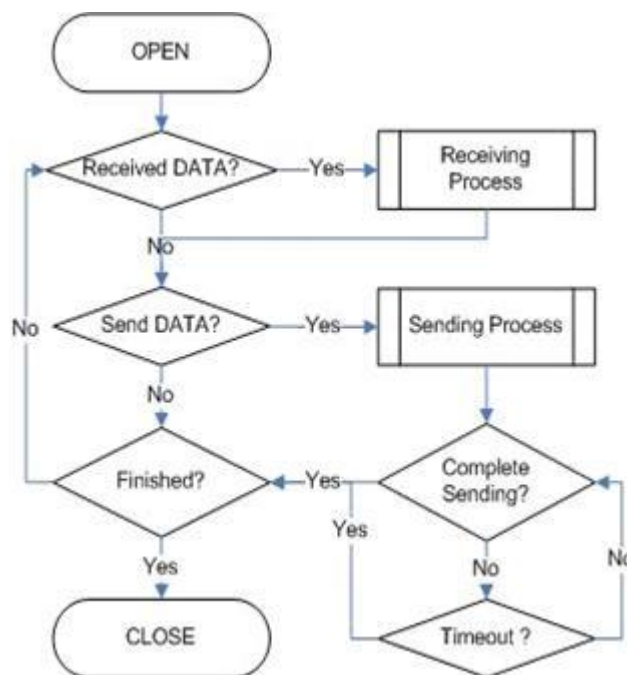 OPEN
Received DATA?
Yes
Receiving
Process
No
Send DATA?
Yes
Sending Process
No
No
Finished?
Yes
Complete
Sending?
Yes
No
No
Yes
CLOSE
Timeout ?